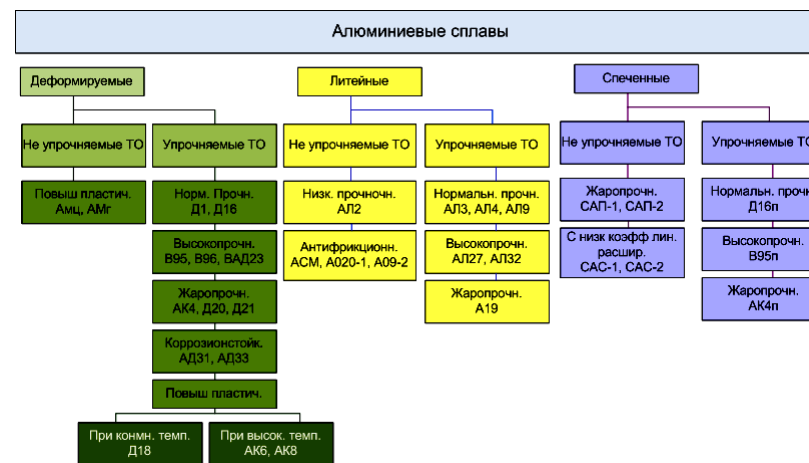 Алюминиевые сплавы
Деформируемые
Литейные
Спеченные
Не упрочняемые ТО
Упрочняемые ТО
Не упрочняемые ТО
Упрочняемые ТО
Не упрочняемые ТО
Упрочняемые ТО
Повыш пластич.
Амц, АМг
Норм. Прочн.
Д1, Д16
Низк. прочночн.
АЛ2
Нормальн. прочн.
АЛ3, АЛ4, АЛ9
Жаропрочн.
САП-1, САП-2
Нормальн. прочн.
Д16п
Высокопрочн.
В95, В96, ВАД23
Антифрикционн.
АСМ, А020-1, А09-2
Высокопрочн.
АЛ27, АЛ32
С низк коэфф лин.
расшир.
САС-1, САС-2
Высокопрочн.
В95п
Жаропрочн.
АК4, Д20, Д21
Жаропрочн.
А19
Жаропрочн.
АК4п
Коррозионстойк.
АД31, АД33
Повыш пластич.
При конмн. темп.
Д18
При высок. темп.
АК6, АК8